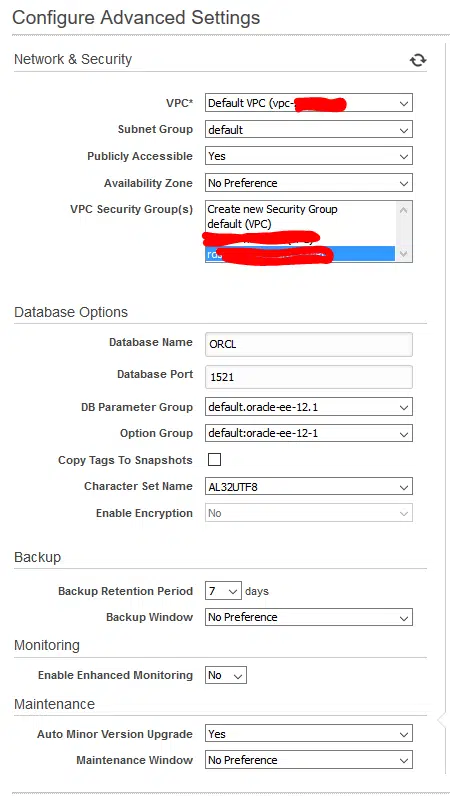 Configure Advanced Settings
Network & Security
VPC* Default VPC (vpc-
Subnet Group default
Publicly Accessible Yes
Availability Zone No Preference
VPC Security Group(s) Create new Security Group
default (VPC)
Database Options
Database Name ORCL
Database Port 1521
DB Parameter Group default.oracle-ee-12.1
Option Group default:oracle-ee-12-1
Copy Tags To Snapshots
Character Set Name AL32UTF8
Enable Encryption No
Backup
Backup Retention Period 7 days
Backup Window No Preference
Monitoring
Enable Enhanced Monitoring No
Maintenance
Auto Minor Version Upgrade Yes
Maintenance Window No Preference